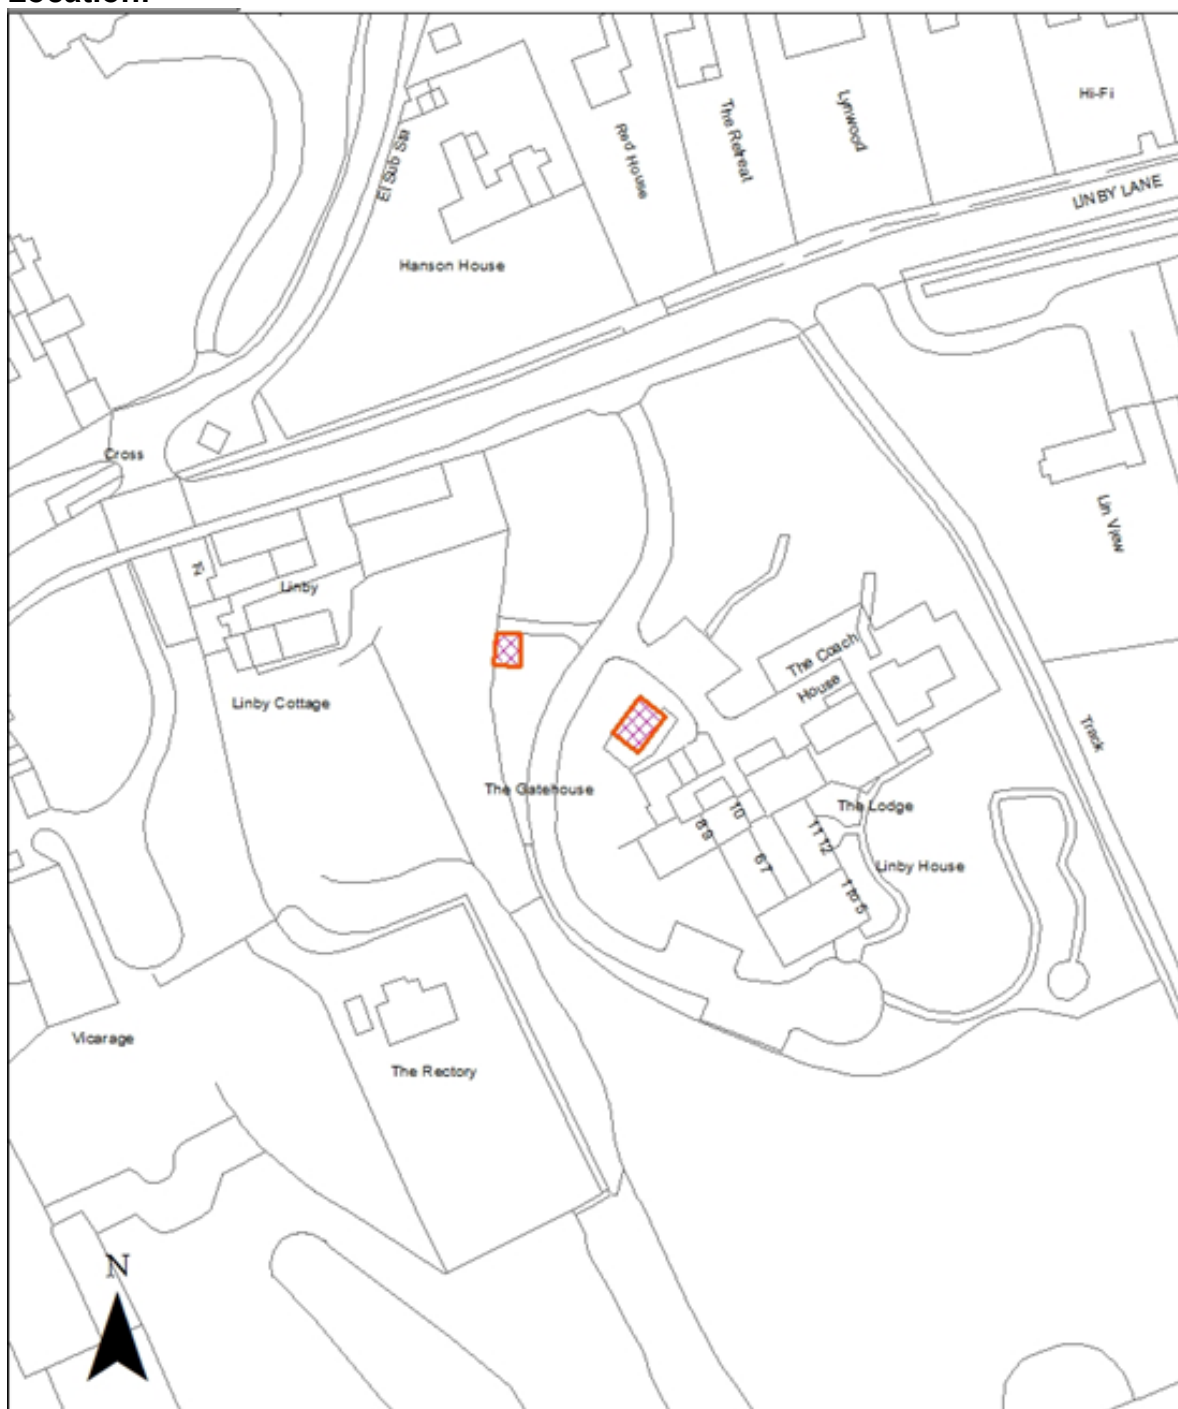 Location:
Hi-Fi
Lynwood
The Retreat
Red House
El Sub Sta
LINBY LANE
Hanson House
Cross
Linby
Lin View
The Coach
House
Linby Cottage
Track
The Gatehouse
The Lodge
10
8 9
11 12
6 7
Linby House
1 to 5
Vicarage
The Rectory
N